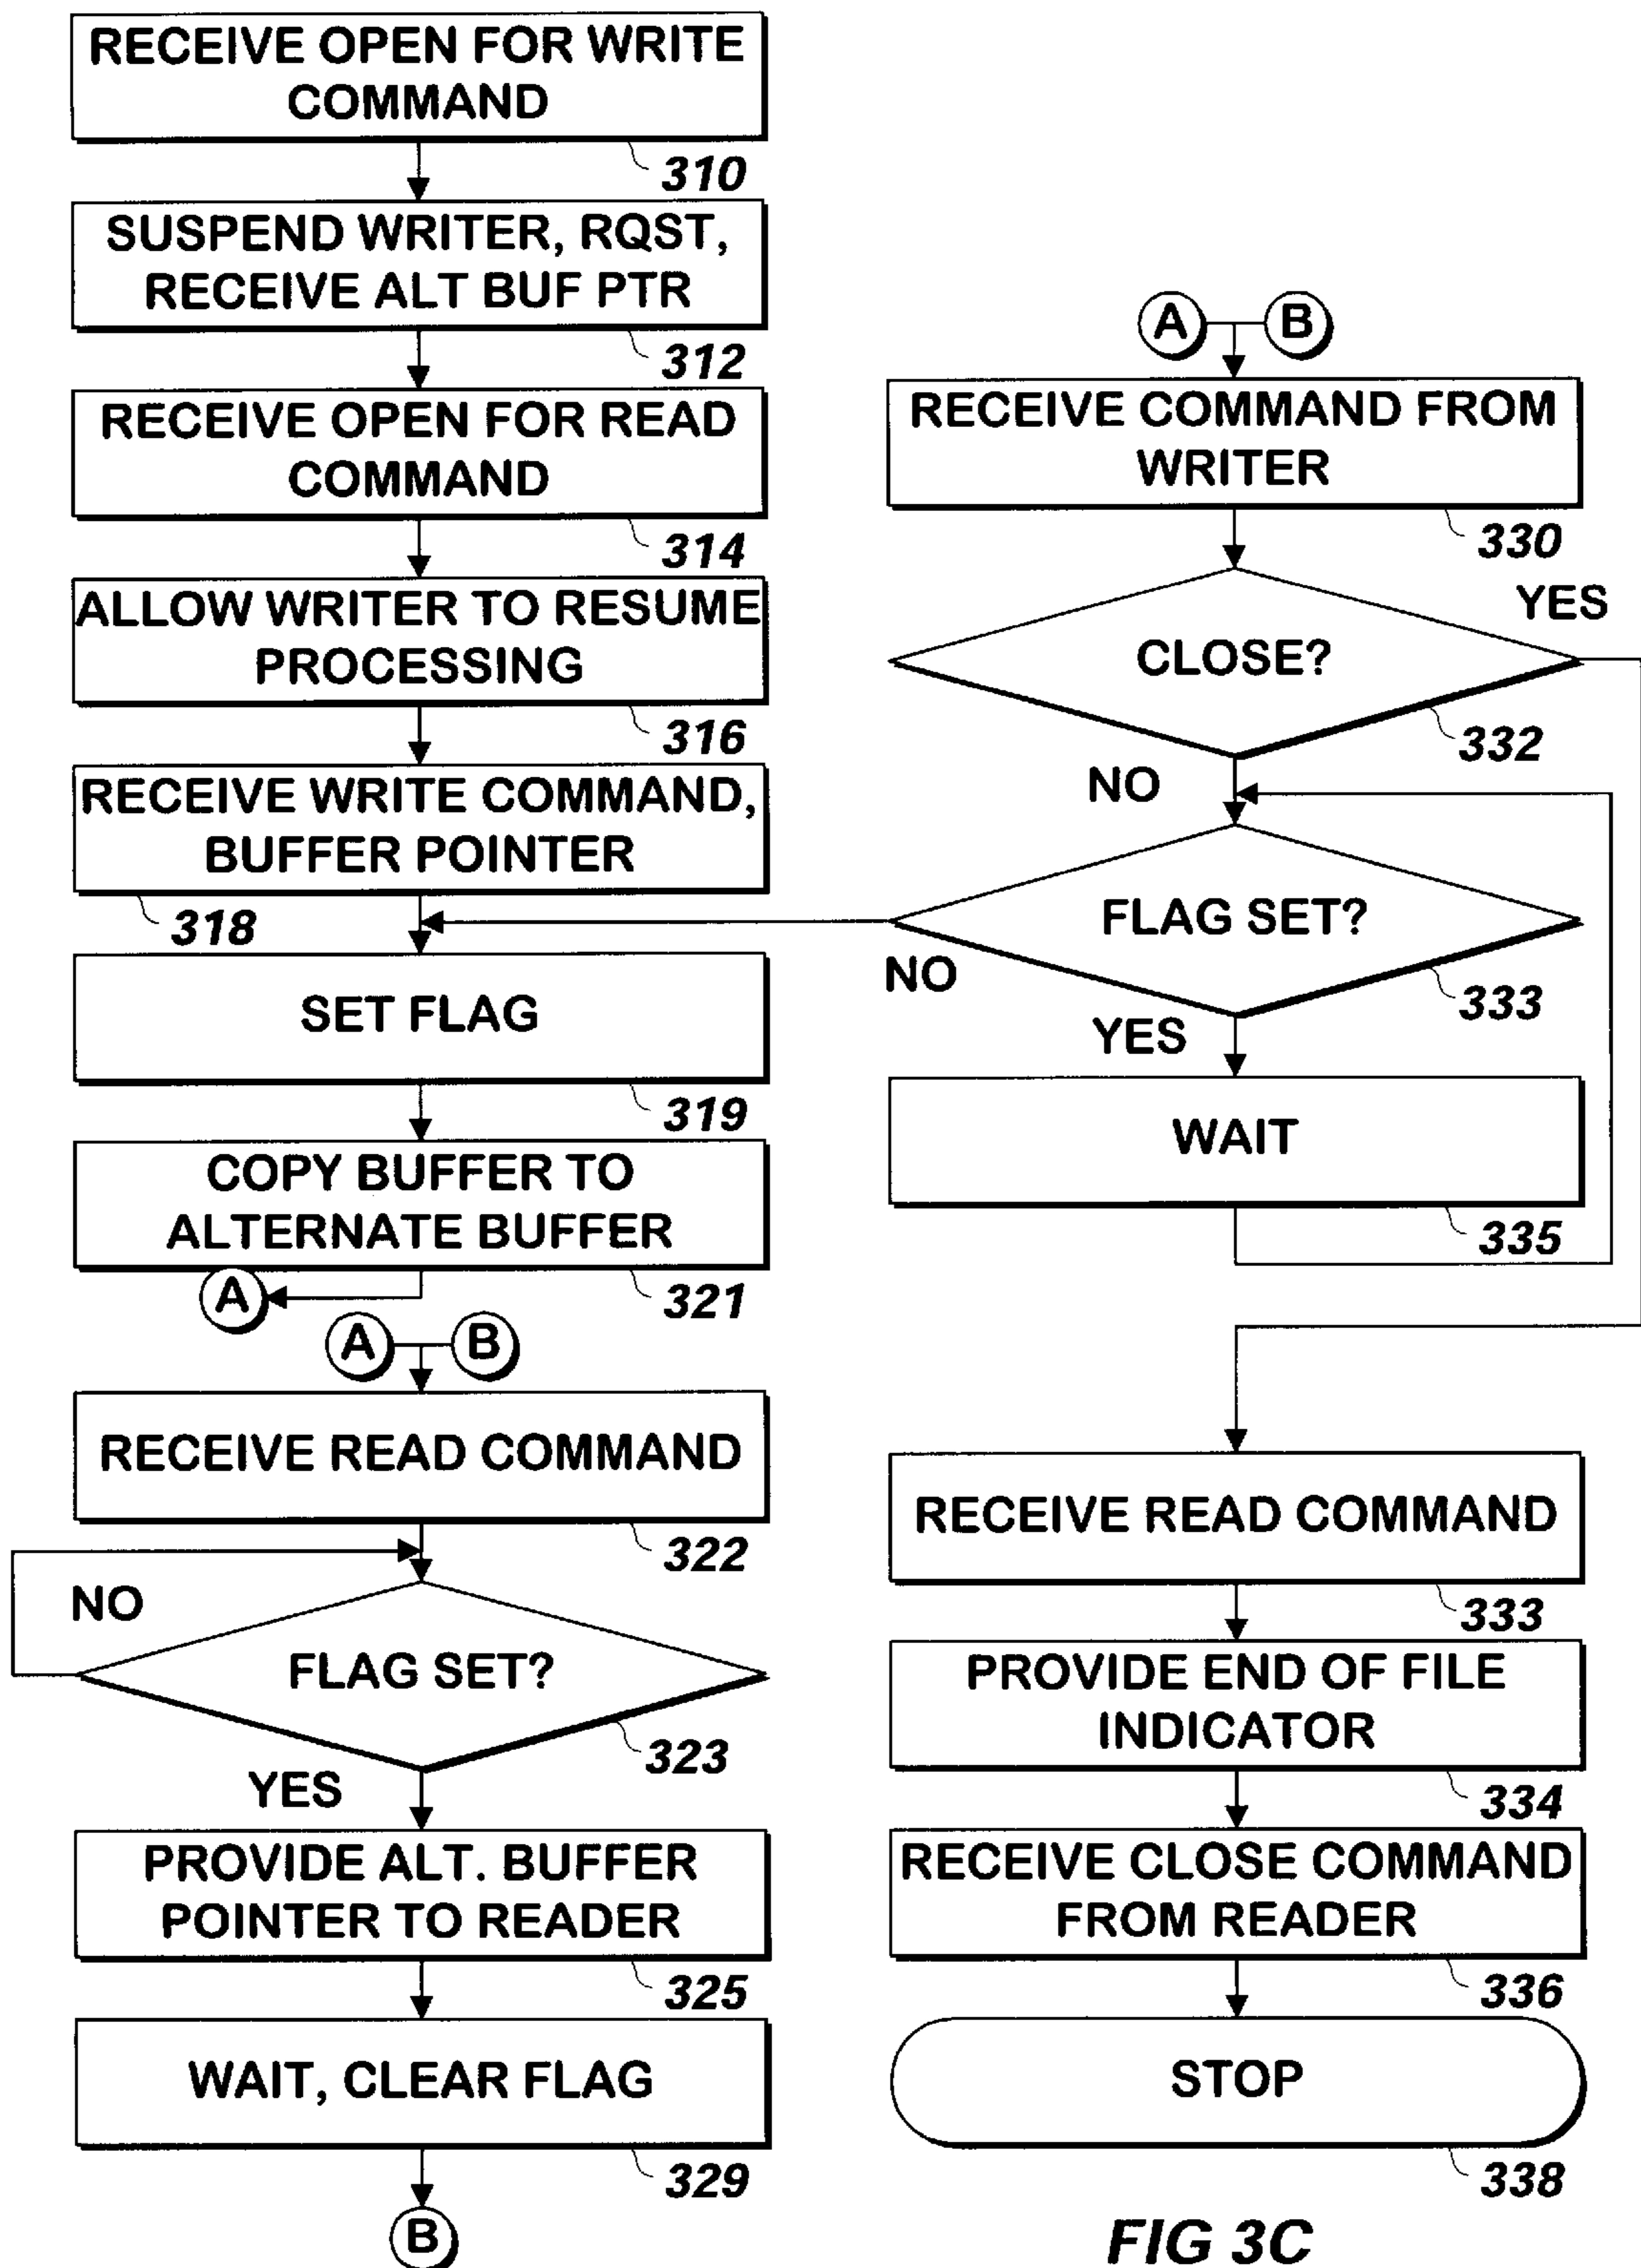 RECEIVE OPEN FOR WRITE
COMMAND
310
SUSPEND WRITER, RQST,
RECEIVE ALT BUF PTR
312
RECEIVE OPEN FOR READ
COMMAND
314
ALLOW WRITER TO RESUME
PROCESSING
316
RECEIVE WRITE COMMAND,
BUFFER POINTER
318
SET FLAG
319
COPY BUFFER TO
ALTERNATE BUFFER
321
A
A B
RECEIVE READ COMMAND
322
NO
FLAG SET?
323
YES
PROVIDE ALT. BUFFER
POINTER TO READER
325
WAIT, CLEAR FLAG
329
B
A B
RECEIVE COMMAND FROM
WRITER
330
YES
CLOSE?
332
NO
FLAG SET?
NO
333
YES
WAIT
335
RECEIVE READ COMMAND
333
PROVIDE END OF FILE
INDICATOR
334
RECEIVE CLOSE COMMAND
FROM READER
336
STOP
338
FIG 3C